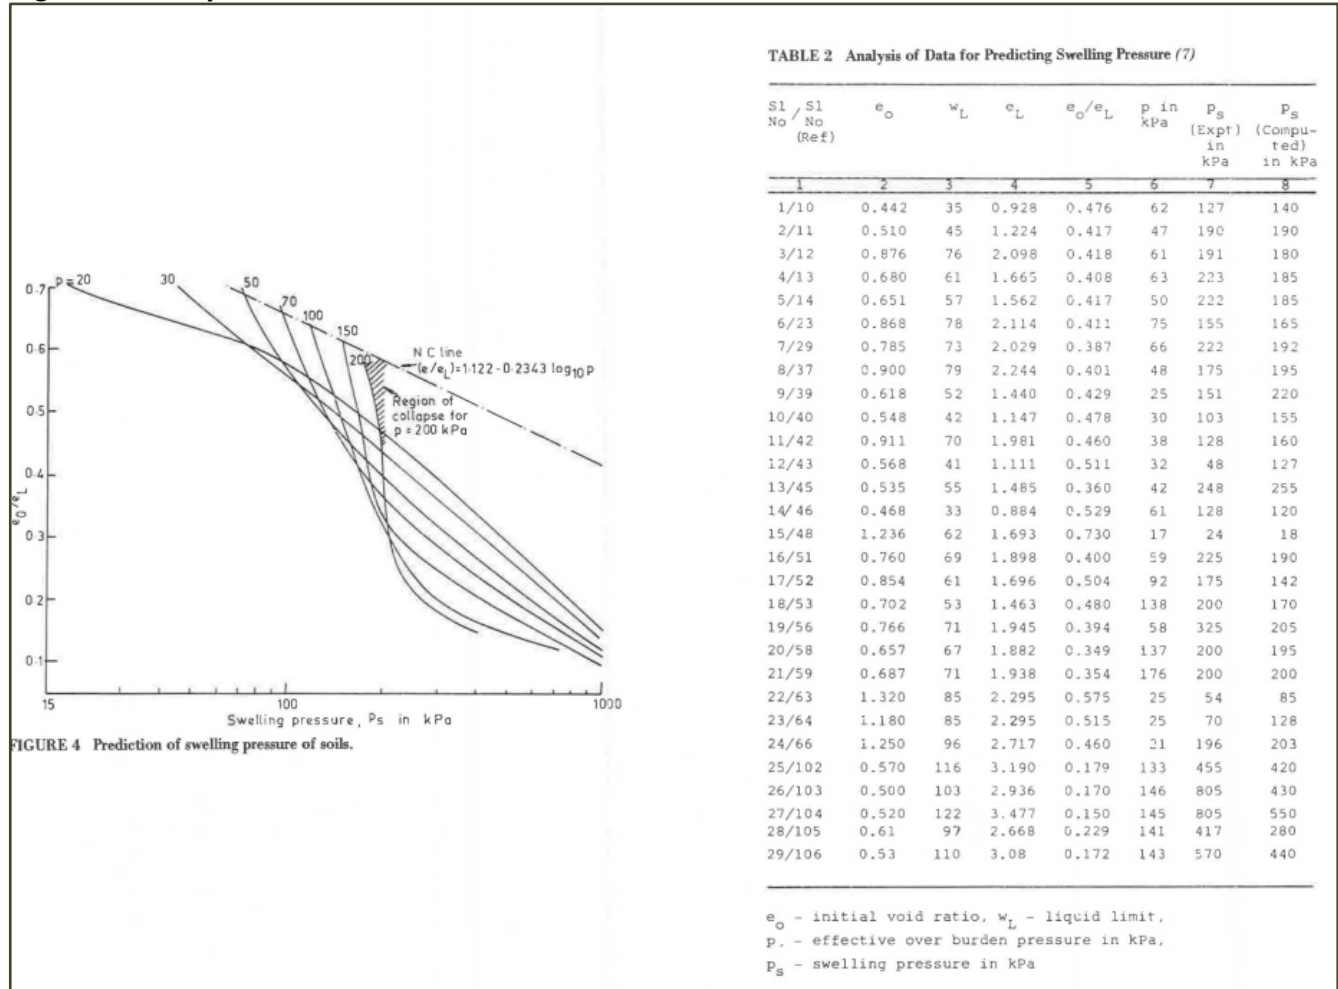 0.7
0.6
0.5
0.4
0.3
0.2
0.1
e₀/e_L
p=20
30
50
70
100
150
200
N C line
(e/e_L)=1·122-0·2343 log₁₀P
Region of
collapse for
p = 200 kPa
15 100 1000
Swelling pressure, Ps in kPa
FIGURE 4 Prediction of swelling pressure of soils.
TABLE 2 Analysis of Data for Predicting Swelling Pressure (7)
Sl No / Sl No (Ref) e_o w_L e_L e_o/e_L p in kPa p_s (Expt) in kPa p_s (Compu-ted) in kPa
1 2 3 4 5 6 7 8
1/10 0.442 35 0.928 0.476 62 127 140
2/11 0.510 45 1.224 0.417 47 190 190
3/12 0.876 76 2.098 0.418 61 191 180
4/13 0.680 61 1.665 0.408 63 223 185
5/14 0.651 57 1.562 0.417 50 222 185
6/23 0.868 78 2.114 0.411 75 155 165
7/29 0.785 73 2.029 0.387 66 222 192
8/37 0.900 79 2.244 0.401 48 175 195
9/39 0.618 52 1.440 0.429 25 151 220
10/40 0.548 42 1.147 0.478 30 103 155
11/42 0.911 70 1.981 0.460 38 128 160
12/43 0.568 41 1.111 0.511 32 48 127
13/45 0.535 55 1.485 0.360 42 248 255
14/46 0.468 33 0.884 0.529 61 128 120
15/48 1.236 62 1.693 0.730 17 24 18
16/51 0.760 69 1.898 0.400 59 225 190
17/52 0.854 61 1.696 0.504 92 175 142
18/53 0.702 53 1.463 0.480 138 200 170
19/56 0.766 71 1.945 0.394 58 325 205
20/58 0.657 67 1.882 0.349 137 200 195
21/59 0.687 71 1.938 0.354 176 200 200
22/63 1.320 85 2.295 0.575 25 54 85
23/64 1.180 85 2.295 0.515 25 70 128
24/66 1.250 96 2.717 0.460 21 196 203
25/102 0.570 116 3.190 0.179 133 455 420
26/103 0.500 103 2.936 0.170 146 805 430
27/104 0.520 122 3.477 0.150 145 805 550
28/105 0.61 97 2.668 0.229 141 417 280
29/106 0.53 110 3.08 0.172 143 570 440
e_o - initial void ratio, w_L - liquid limit,
p, - effective over burden pressure in kPa,
p_s - swelling pressure in kPa